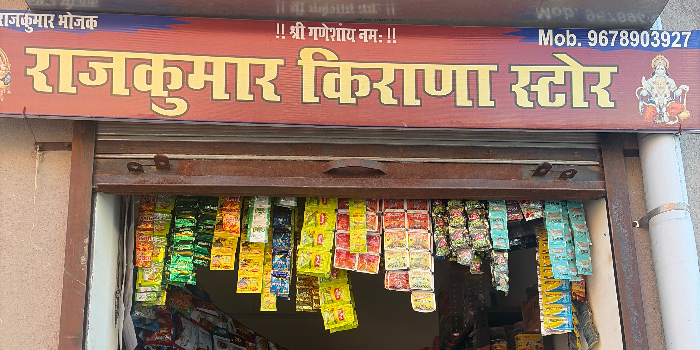 राजकुमार भोजक
!! श्री गणेशाय नमः !!
Mob. 9678903927
राजकुमार किराणा स्टोर